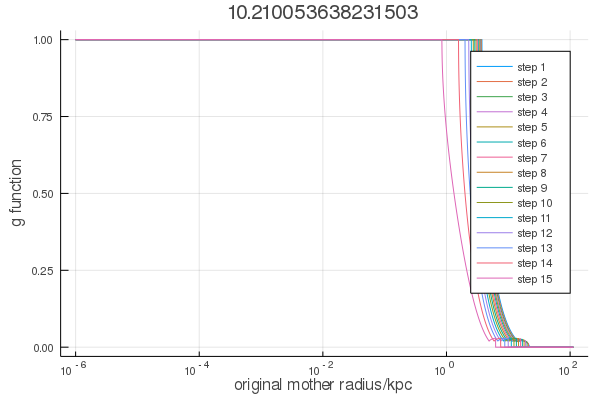 10.210053638231503
g function
1.00
0.75
0.50
0.25
0.00
step 1
step 2
step 3
step 4
step 5
step 6
step 7
step 8
step 9
step 10
step 11
step 12
step 13
step 14
step 15
10^-6 10^-4 10^-2 10^0 10^2
original mother radius/kpc